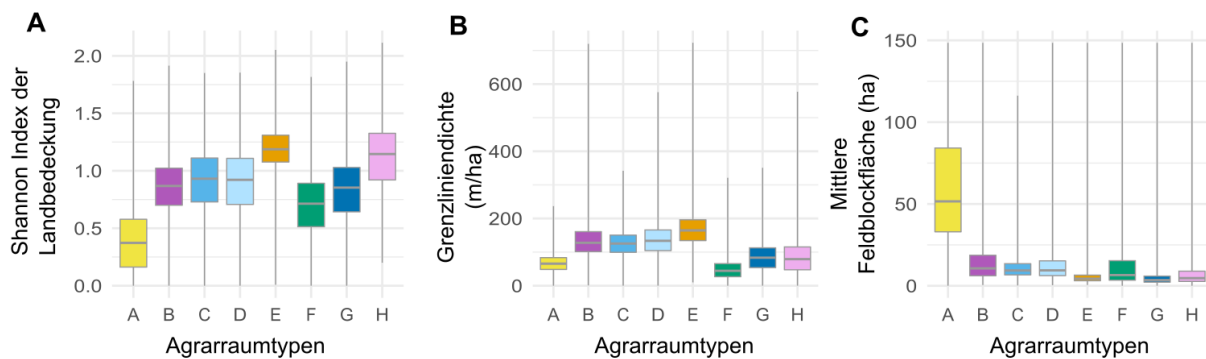 A
Shannon Index der
Landbedeckung
2.0
1.5
1.0
0.5
0.0
A B C D E F G H
Agrarraumtypen
B
Grenzliniendichte
(m/ha)
600
400
200
0
A B C D E F G H
Agrarraumtypen
C
Mittlere
Feldblockfläche (ha)
150
100
50
0
A B C D E F G H
Agrarraumtypen